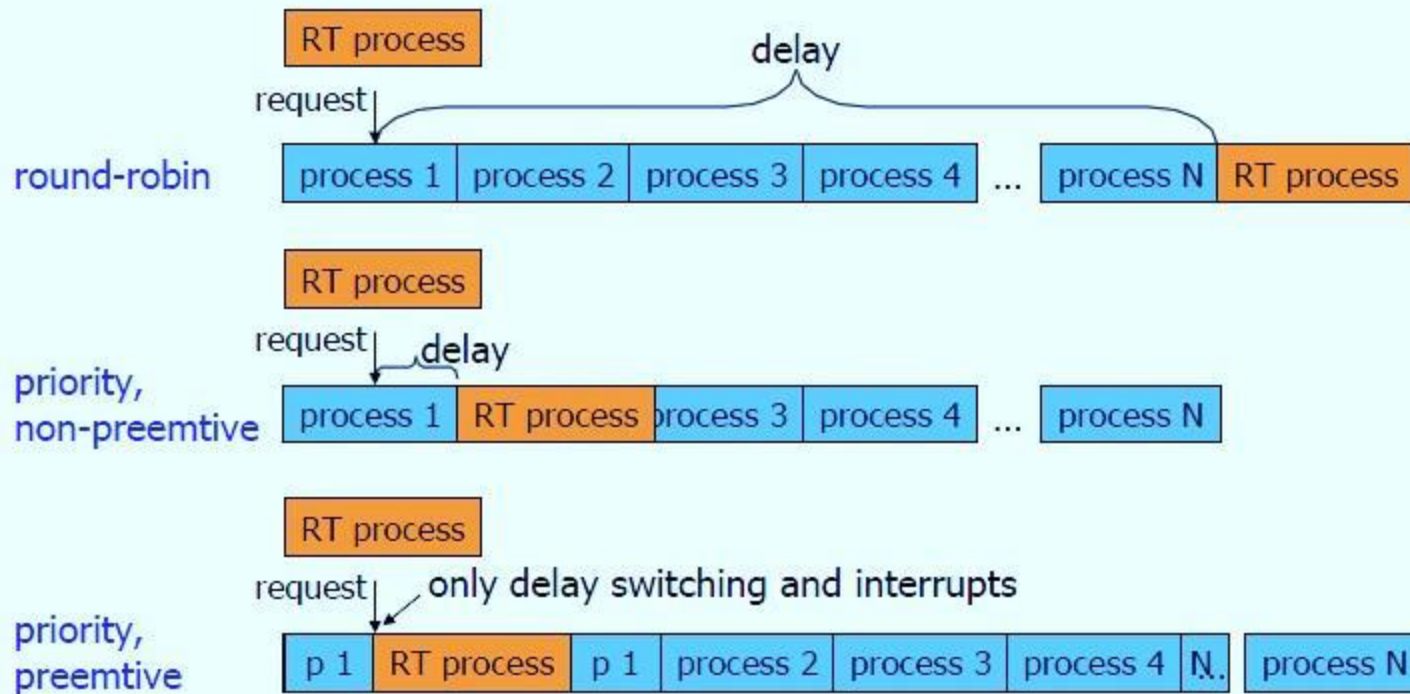 RT process
delay
request
round-robin
process 1 process 2 process 3 process 4 ... process N RT process
RT process
request
delay
priority,
non-preemtive
process 1 RT process process 3 process 4 ... process N
RT process
request
only delay switching and interrupts
priority,
preemtive
p 1 RT process p 1 process 2 process 3 process 4 N... process N